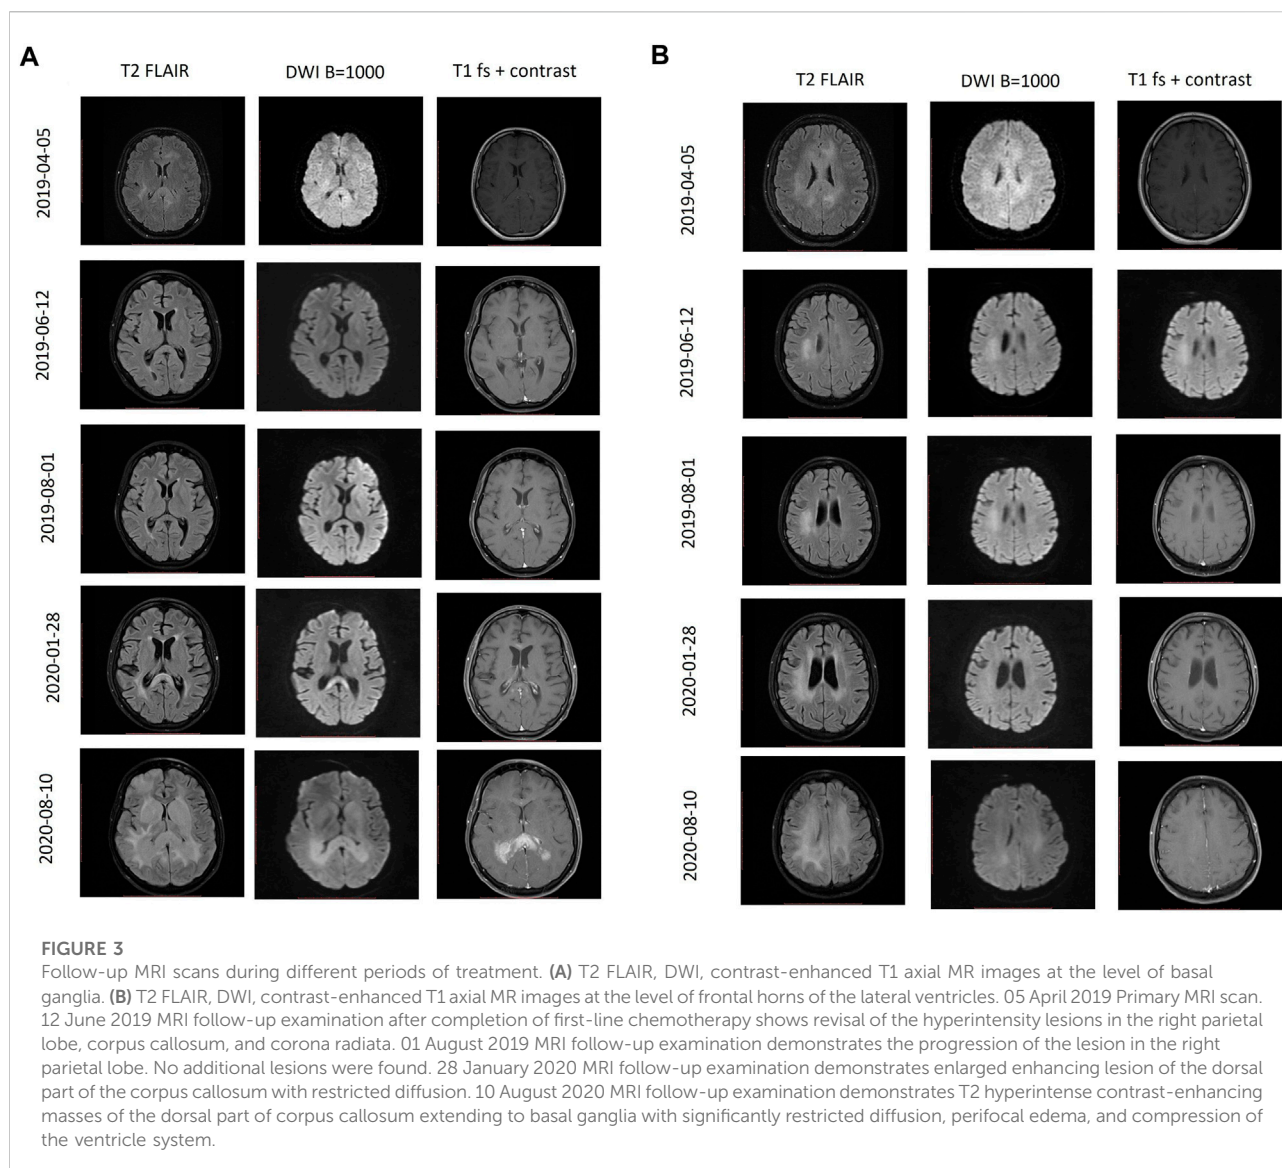 A
T2 FLAIR DWI B=1000 T1 fs + contrast
2019-04-05
2019-06-12
2019-08-01
2020-01-28
2020-08-10
B
T2 FLAIR DWI B=1000 T1 fs + contrast
2019-04-05
2019-06-12
2019-08-01
2020-01-28
2020-08-10
FIGURE 3
Follow-up MRI scans during different periods of treatment. (A) T2 FLAIR, DWI, contrast-enhanced T1 axial MR images at the level of basal
ganglia. (B) T2 FLAIR, DWI, contrast-enhanced T1 axial MR images at the level of frontal horns of the lateral ventricles. 05 April 2019 Primary MRI scan.
12 June 2019 MRI follow-up examination after completion of first-line chemotherapy shows revisal of the hyperintensity lesions in the right parietal
lobe, corpus callosum, and corona radiata. 01 August 2019 MRI follow-up examination demonstrates the progression of the lesion in the right
parietal lobe. No additional lesions were found. 28 January 2020 MRI follow-up examination demonstrates enlarged enhancing lesion of the dorsal
part of the corpus callosum with restricted diffusion. 10 August 2020 MRI follow-up examination demonstrates T2 hyperintense contrast-enhancing
masses of the dorsal part of corpus callosum extending to basal ganglia with significantly restricted diffusion, perifocal edema, and compression of
the ventricle system.